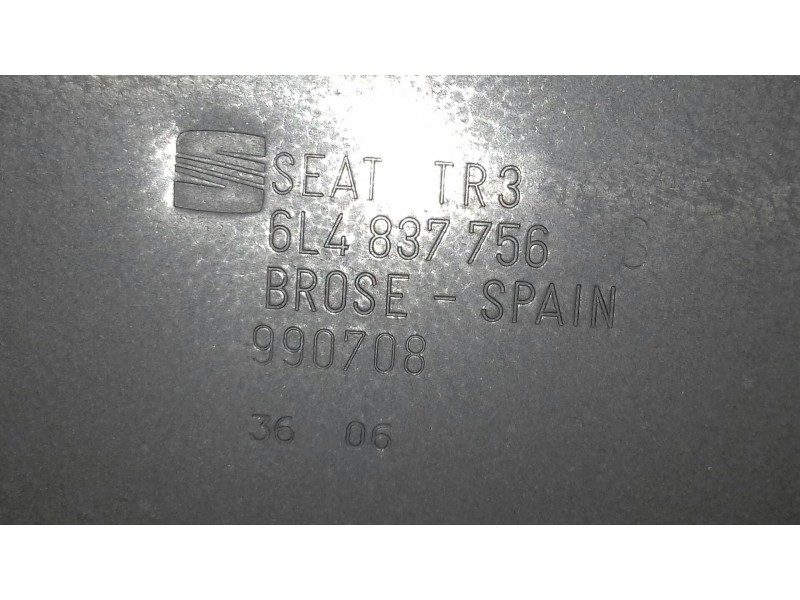 SEAT TR3
6L4 837 756
BROSE - SPAIN
990708
36 06